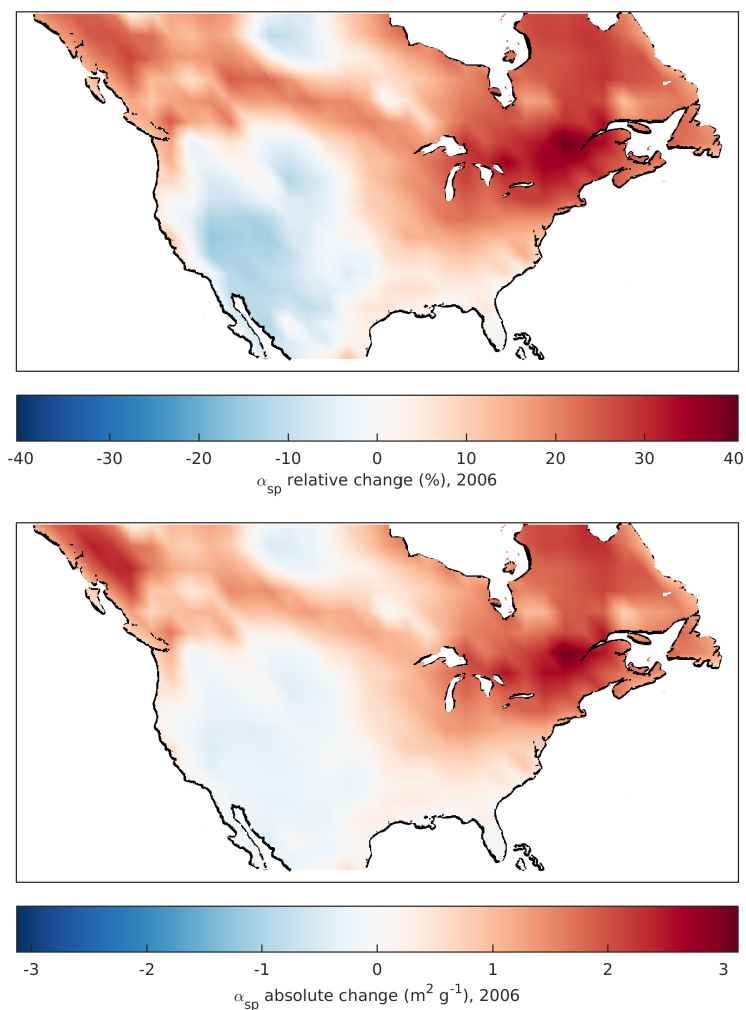 -40 -30 -20 -10 0 10 20 30 40
αsp relative change (%), 2006
-3 -2 -1 0 1 2 3
αsp absolute change (m2 g-1), 2006